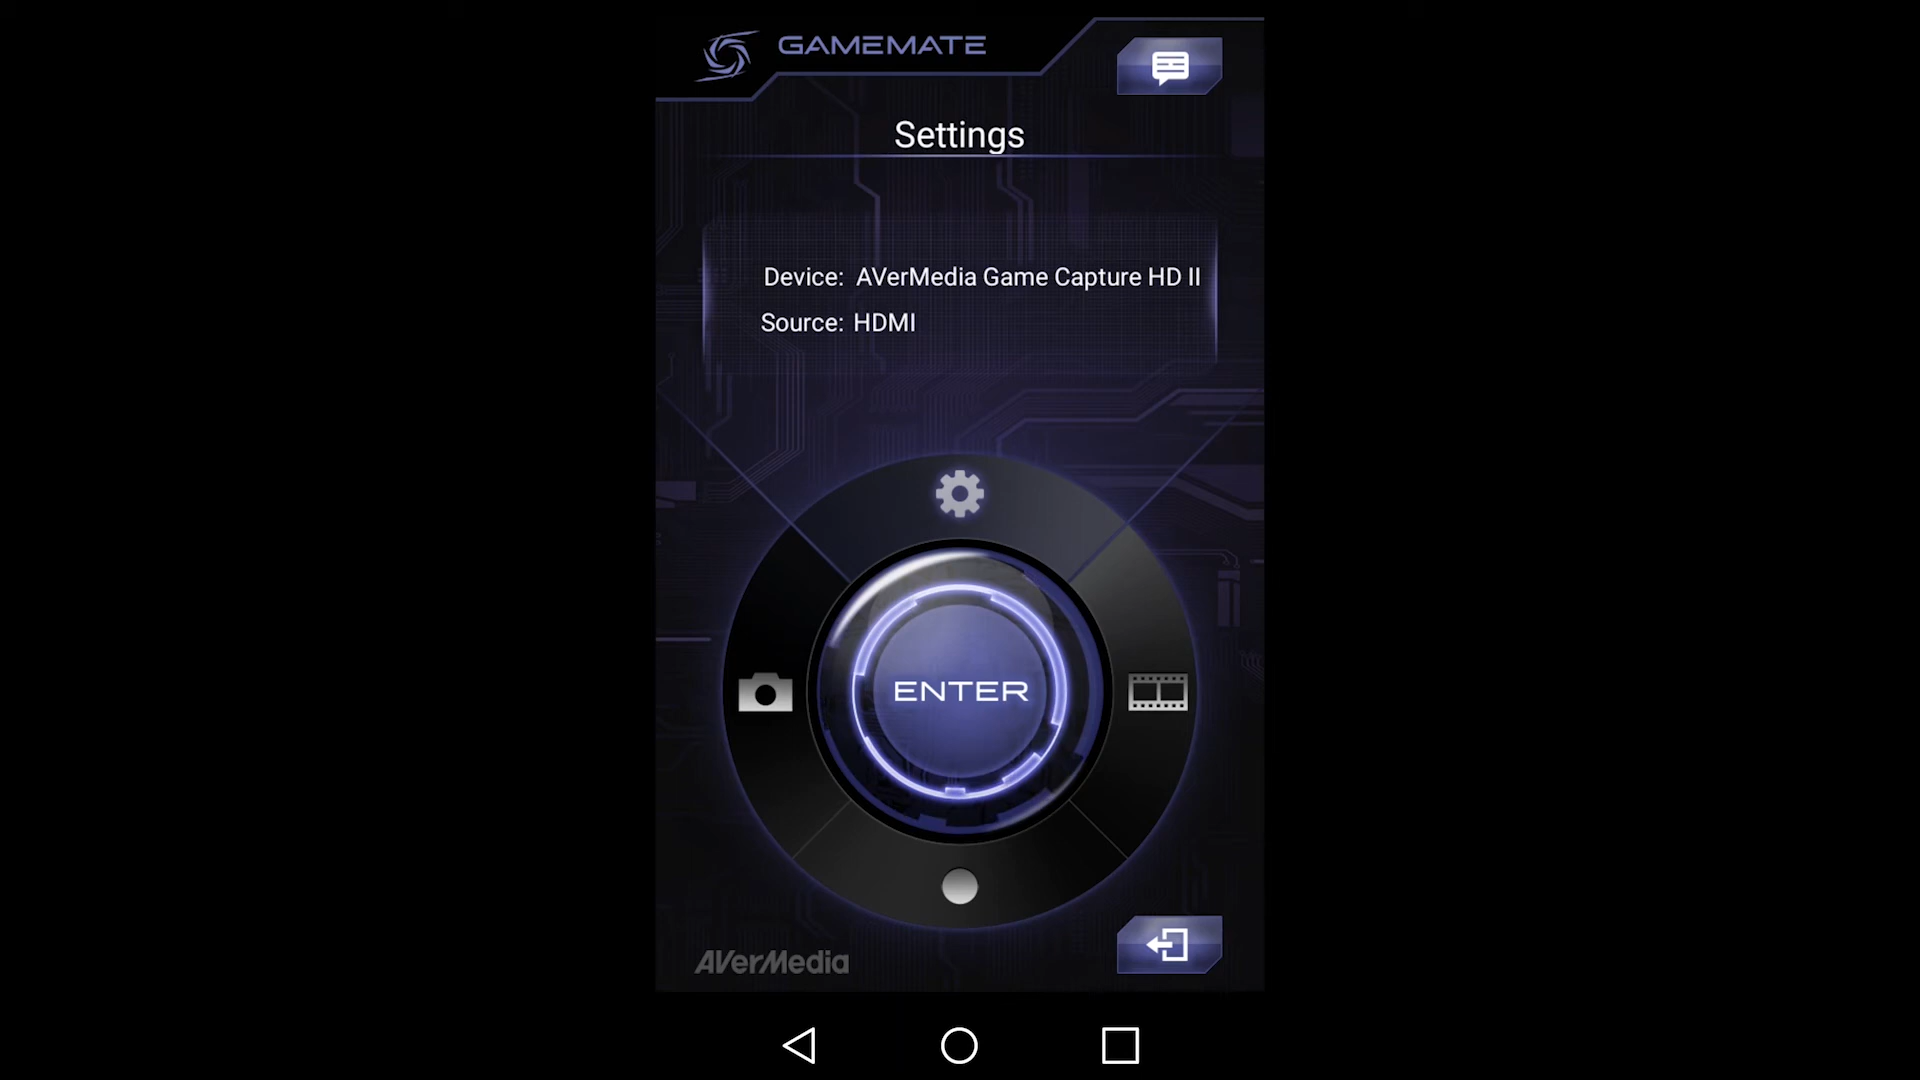 GAMEMATE
Settings
Device: AVerMedia Game Capture HD II
Source: HDMI
ENTER
AVerMedia